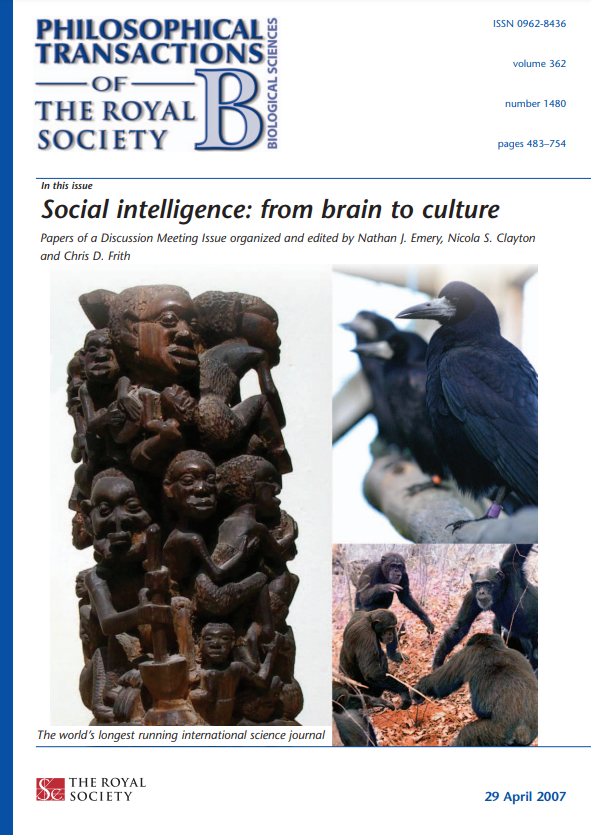 PHILOSOPHICAL
TRANSACTIONS
OF
THE ROYAL
SOCIETY
B
BIOLOGICAL SCIENCES
ISSN 0962-8436
volume 362
number 1480
pages 483–754
In this issue
Social intelligence: from brain to culture
Papers of a Discussion Meeting Issue organized and edited by Nathan J. Emery, Nicola S. Clayton
and Chris D. Frith
The world's longest running international science journal
THE ROYAL
SOCIETY
29 April 2007